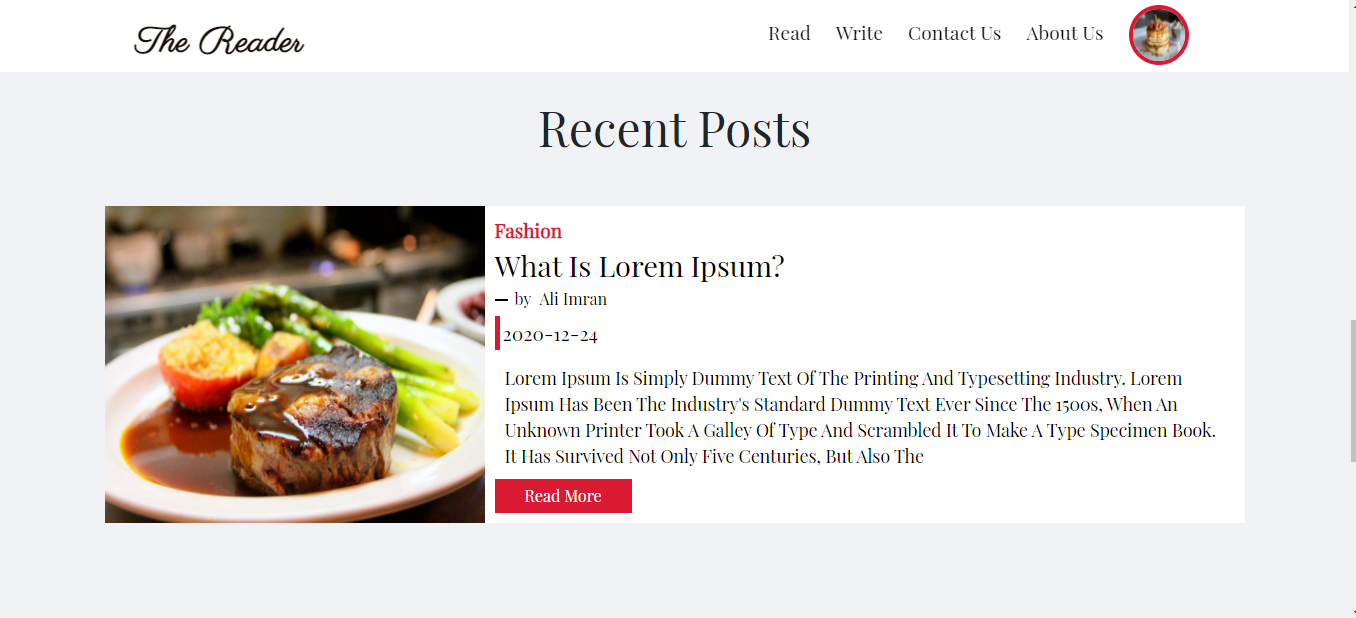 The Reader
Read Write Contact Us About Us
Recent Posts
Fashion
What Is Lorem Ipsum?
— by Ali Imran
2020-12-24
Lorem Ipsum Is Simply Dummy Text Of The Printing And Typesetting Industry. Lorem
Ipsum Has Been The Industry's Standard Dummy Text Ever Since The 1500s, When An
Unknown Printer Took A Galley Of Type And Scrambled It To Make A Type Specimen Book.
It Has Survived Not Only Five Centuries, But Also The
Read More